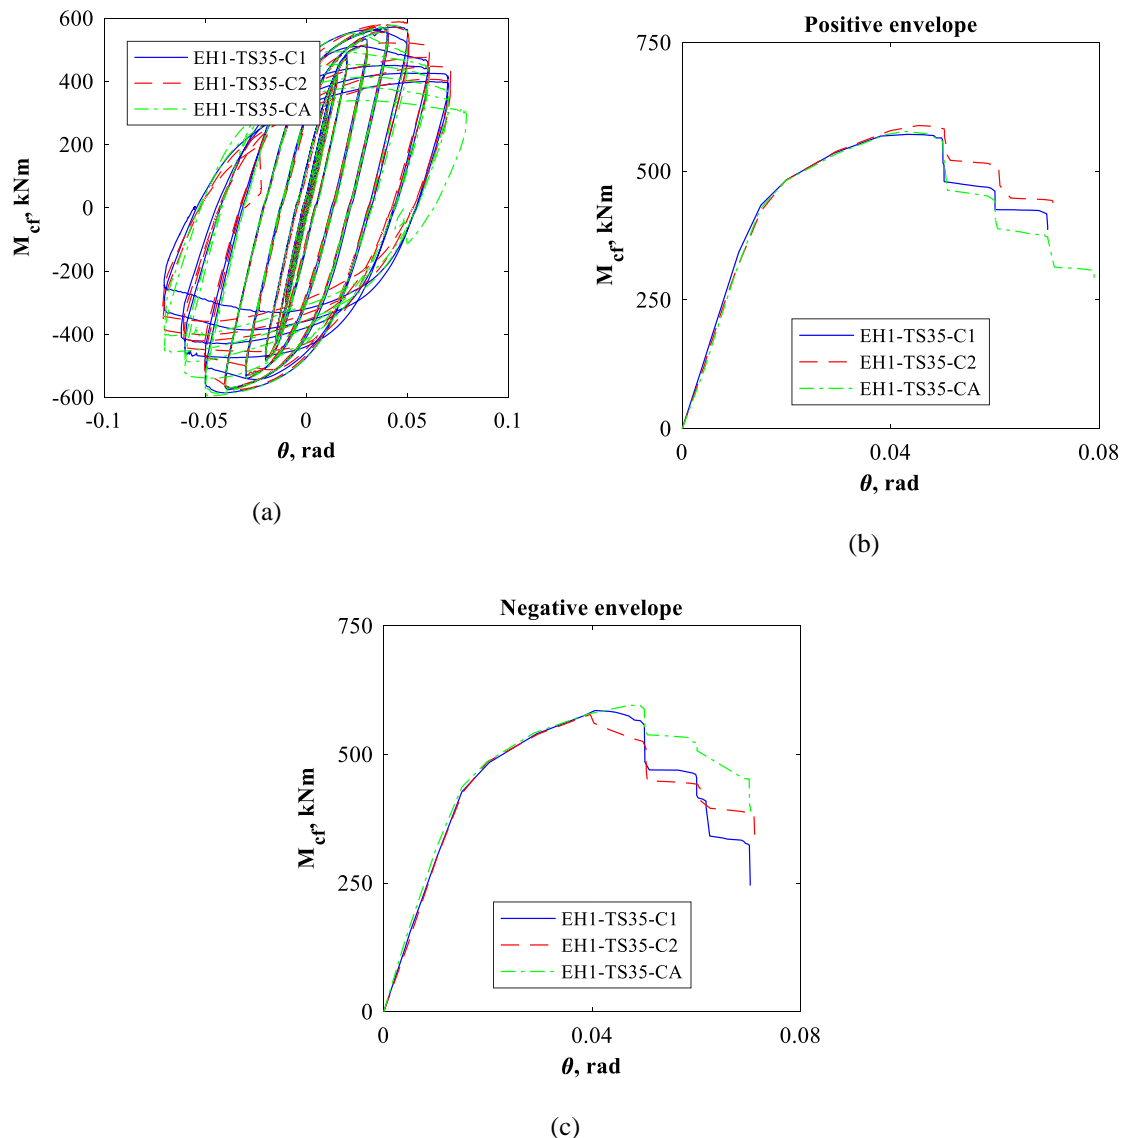 600
400
200
0
-200
-400
-600
-0.1
-0.05
0
0.05
0.1
M_cf, kNm
θ, rad
EH1-TS35-C1
EH1-TS35-C2
EH1-TS35-CA
(a)
Positive envelope
750
500
250
0
0
0.04
0.08
M_cf, kNm
θ, rad
EH1-TS35-C1
EH1-TS35-C2
EH1-TS35-CA
(b)
Negative envelope
750
500
250
0
0
0.04
0.08
M_cf, kNm
θ, rad
EH1-TS35-C1
EH1-TS35-C2
EH1-TS35-CA
(c)